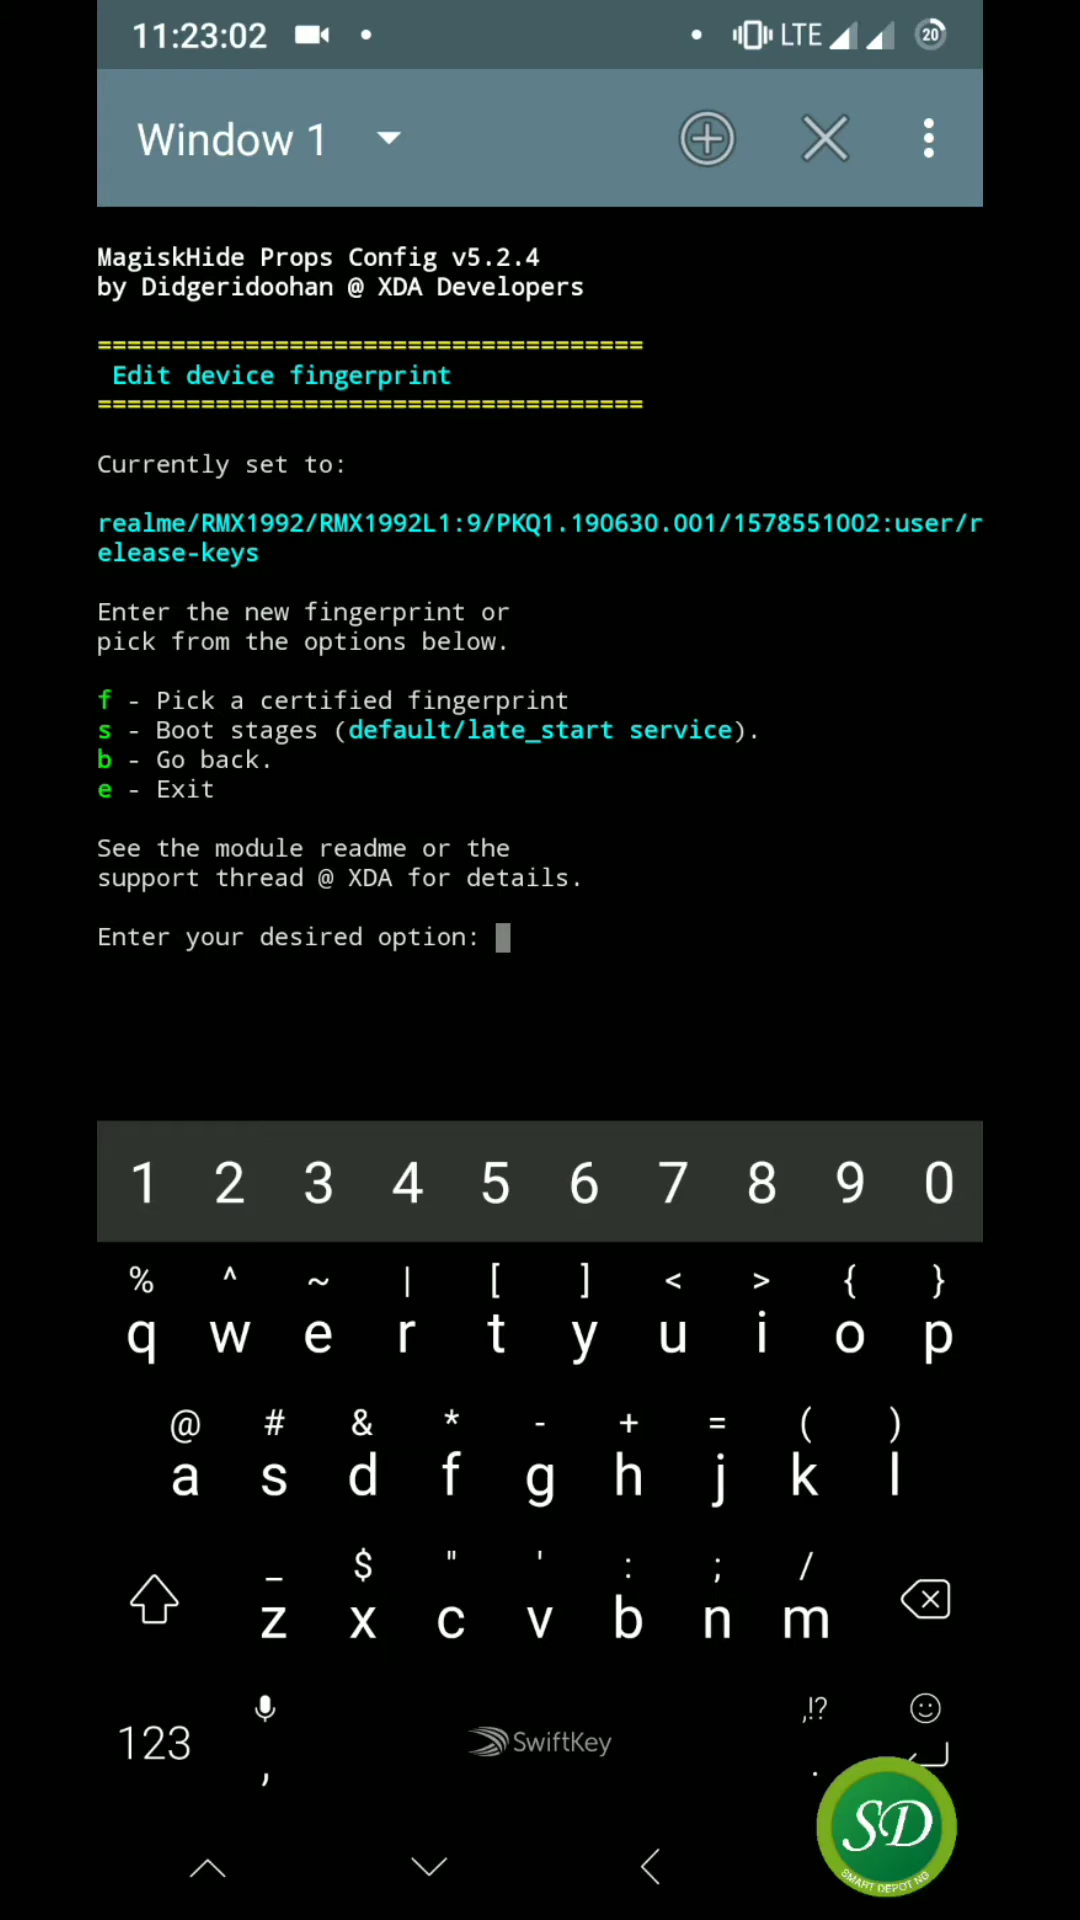 11:23:02 LTE 20
Window 1
MagiskHide Props Config v5.2.4
by Didgeridoohan @ XDA Developers
=====================================
Edit device fingerprint
=====================================
Currently set to:
realme/RMX1992/RMX1992L1:9/PKQ1.190630.001/1578551002:user/r
elease-keys
Enter the new fingerprint or
pick from the options below.
f - Pick a certified fingerprint
s - Boot stages (default/late_start service).
b - Go back.
e - Exit
See the module readme or the
support thread @ XDA for details.
Enter your desired option:
1 2 3 4 5 6 7 8 9 0
% ^ ~ | [ ] < > { }
q w e r t y u i o p
@ # & * - + = ( )
a s d f g h j k l
_ $ " ' : ; /
z x c v b n m
,!?
123 , SwiftKey .
SD
SMART DEPOT NG